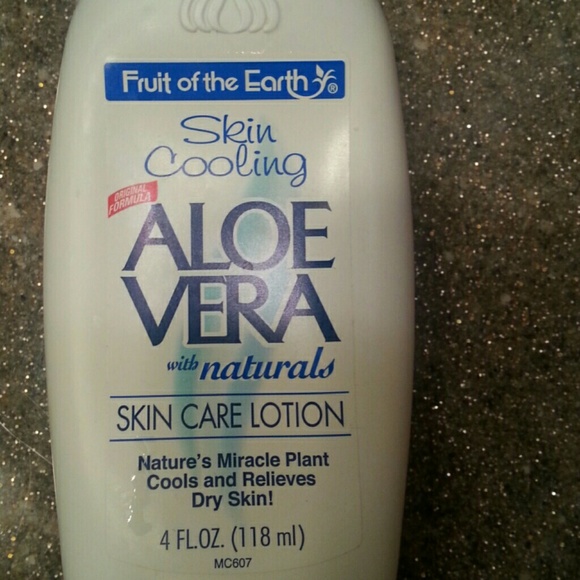 Fruit of the Earth®
Skin
Cooling
ORIGINAL
FORMULA
ALOE
VERA
with naturals
SKIN CARE LOTION
Nature's Miracle Plant
Cools and Relieves
Dry Skin!
4 FL.OZ. (118 ml)
MC607